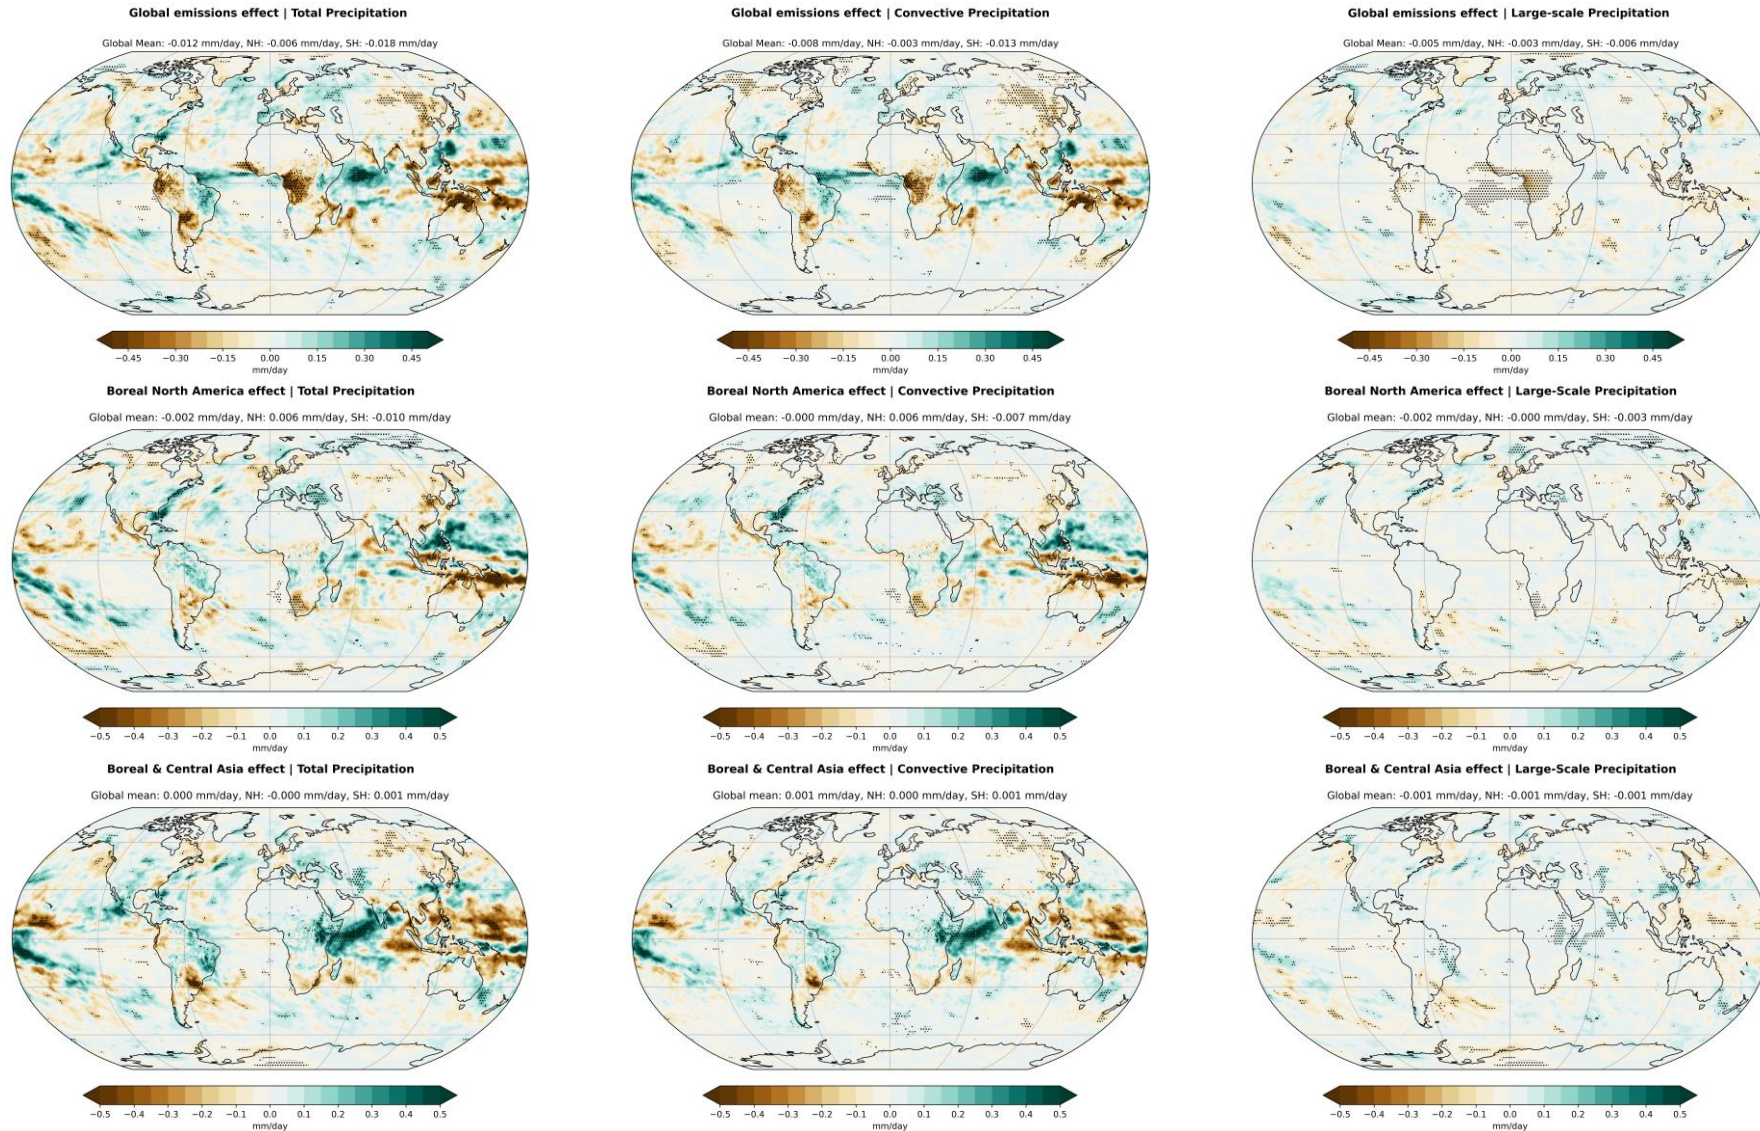 Global emissions effect | Total Precipitation
Global Mean: -0.012 mm/day, NH: -0.006 mm/day, SH: -0.018 mm/day
−0.45 −0.30 −0.15 0.00 0.15 0.30 0.45
mm/day
Global emissions effect | Convective Precipitation
Global Mean: -0.008 mm/day, NH: -0.003 mm/day, SH: -0.013 mm/day
−0.45 −0.30 −0.15 0.00 0.15 0.30 0.45
mm/day
Global emissions effect | Large-scale Precipitation
Global Mean: -0.005 mm/day, NH: -0.003 mm/day, SH: -0.006 mm/day
−0.45 −0.30 −0.15 0.00 0.15 0.30 0.45
mm/day
Boreal North America effect | Total Precipitation
Global mean: -0.002 mm/day, NH: 0.006 mm/day, SH: -0.010 mm/day
−0.5 −0.4 −0.3 −0.2 −0.1 0.0 0.1 0.2 0.3 0.4 0.5
mm/day
Boreal North America effect | Convective Precipitation
Global mean: -0.000 mm/day, NH: 0.006 mm/day, SH: -0.007 mm/day
−0.5 −0.4 −0.3 −0.2 −0.1 0.0 0.1 0.2 0.3 0.4 0.5
mm/day
Boreal North America effect | Large-Scale Precipitation
Global mean: -0.002 mm/day, NH: -0.000 mm/day, SH: -0.003 mm/day
−0.5 −0.4 −0.3 −0.2 −0.1 0.0 0.1 0.2 0.3 0.4 0.5
mm/day
Boreal & Central Asia effect | Total Precipitation
Global mean: 0.000 mm/day, NH: -0.000 mm/day, SH: 0.001 mm/day
−0.5 −0.4 −0.3 −0.2 −0.1 0.0 0.1 0.2 0.3 0.4 0.5
mm/day
Boreal & Central Asia effect | Convective Precipitation
Global mean: 0.001 mm/day, NH: 0.000 mm/day, SH: 0.001 mm/day
−0.5 −0.4 −0.3 −0.2 −0.1 0.0 0.1 0.2 0.3 0.4 0.5
mm/day
Boreal & Central Asia effect | Large-Scale Precipitation
Global mean: -0.001 mm/day, NH: -0.001 mm/day, SH: -0.001 mm/day
−0.5 −0.4 −0.3 −0.2 −0.1 0.0 0.1 0.2 0.3 0.4 0.5
mm/day